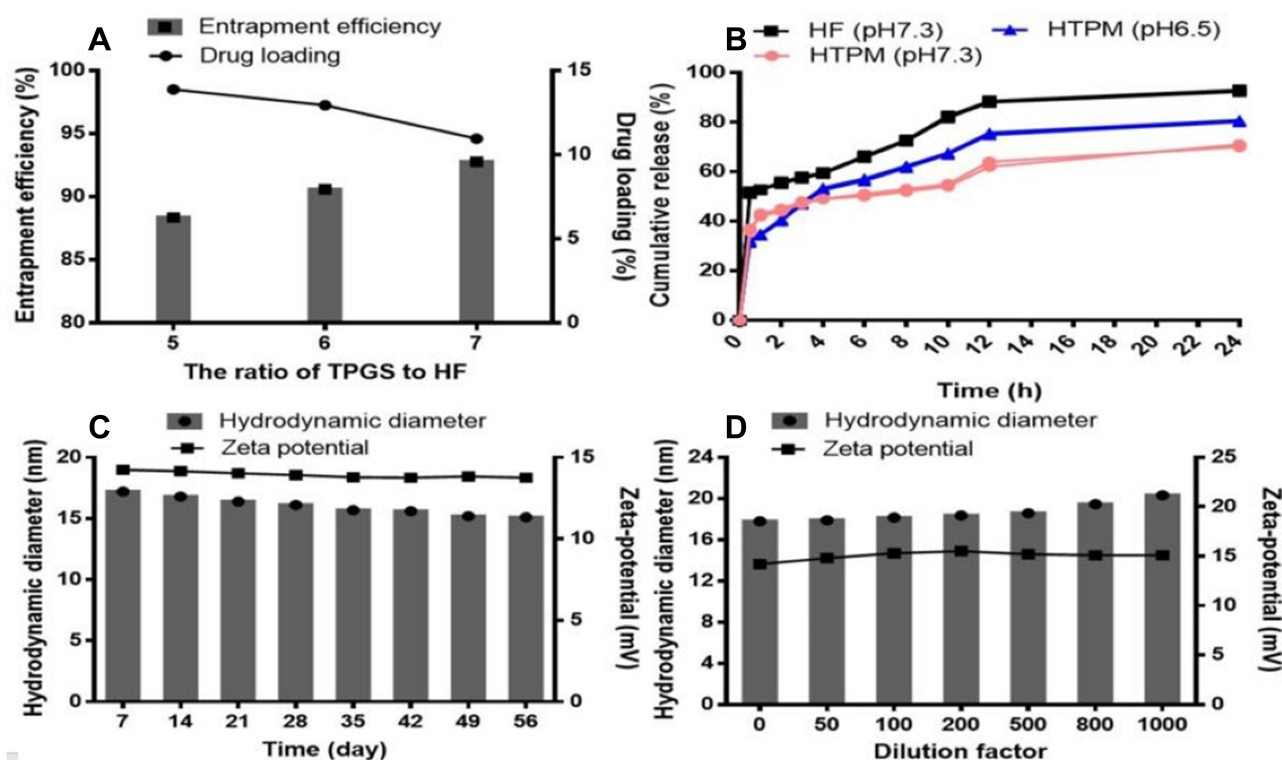 A
Entrapment efficiency
Drug loading
Entrapment efficiency (%)
100
95
90
85
80
15
10
5
0
Drug loading (%)
5 6 7
The ratio of TPGS to HF
B
HF (pH7.3)
HTPM (pH6.5)
HTPM (pH7.3)
Cumulative release (%)
100
80
60
40
20
0
0 2 4 6 8 10 12 14 16 18 20 22 24
Time (h)
C
Hydrodynamic diameter
Zeta potential
Hydrodynamic diameter (nm)
20
15
10
5
0
15
10
5
0
Zeta-potential (mV)
7 14 21 28 35 42 49 56
Time (day)
D
Hydrodynamic diameter
Zeta potential
Hydrodynamic diameter (nm)
24
20
16
12
8
4
0
25
20
15
10
5
0
Zeta-potential (mV)
0 50 100 200 500 800 1000
Dilution factor